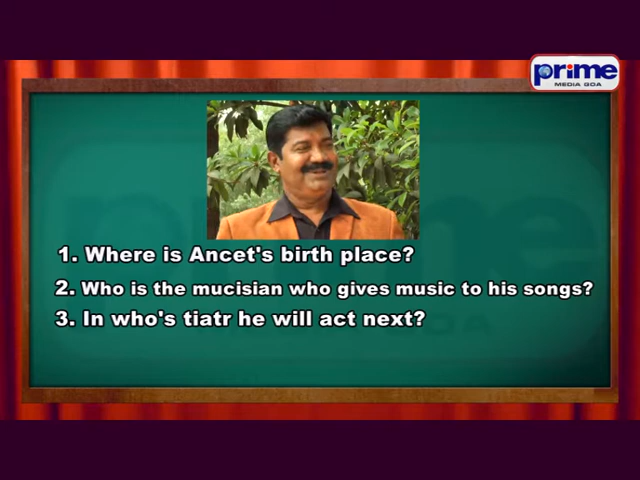 prime
MEDIA GOA
1. Where is Ancet's birth place?
2. Who is the mucisian who gives music to his songs?
3. In who's tiatr he will act next?